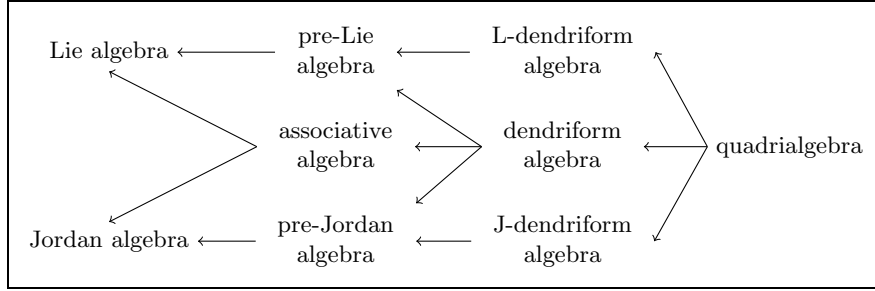 Lie algebra
pre-Lie
algebra
L-dendriform
algebra
associative
algebra
dendriform
algebra
quadrialgebra
Jordan algebra
pre-Jordan
algebra
J-dendriform
algebra